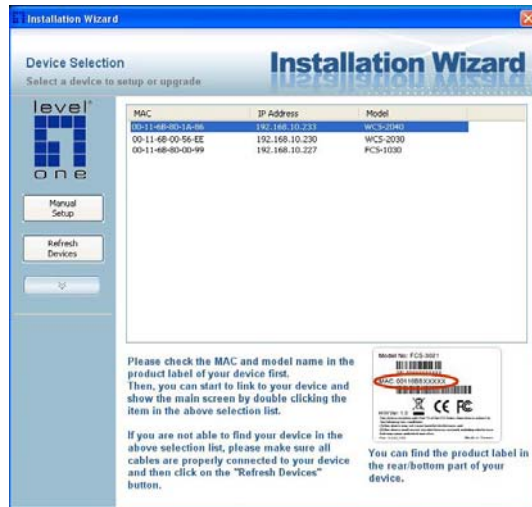 Installation Wizard
Device Selection
Select a device to setup or upgrade
Installation Wizard
level
one
Manual
Setup
Refresh
Devices
MAC IP Address Model
00-11-6B-80-1A-86 192.168.10.233 WCS-2040
00-11-6B-00-56-EE 192.168.10.230 WCS-2030
00-11-6B-80-00-99 192.168.10.227 FCS-1030
Please check the MAC and model name in the
product label of your device first.
Then, you can start to link to your device and
show the main screen by double clicking the
item in the above selection list.
If you are not able to find your device in the
above selection list, please make sure all
cables are properly connected to your device
and then click on the "Refresh Devices"
button.
Model No: FCS-3021
MAC 00116B8XXXXX
H/W Ver: 1.0
CE FC
You can find the product label in
the rear/bottom part of your
device.